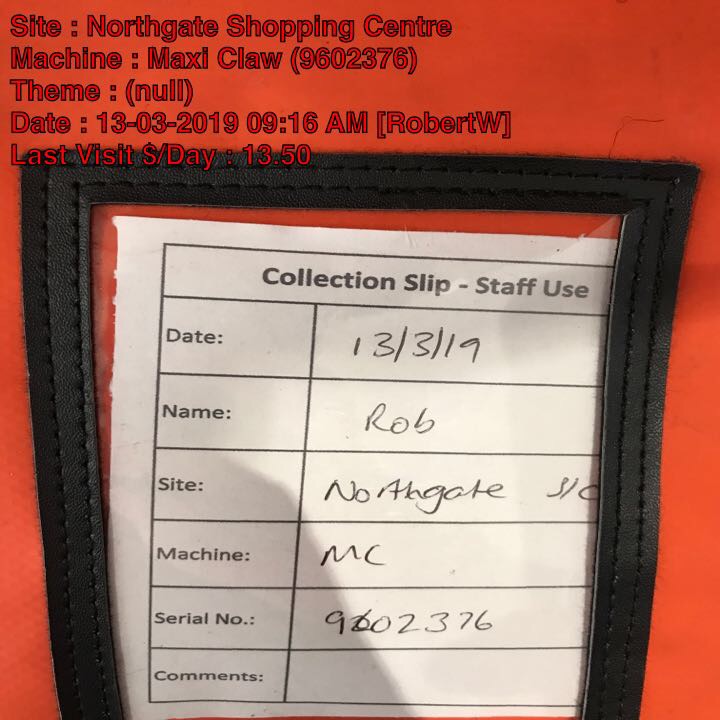 Site : Northgate Shopping Centre
Machine : Maxi Claw (9602376)
Theme : (null)
Date : 13-03-2019 09:16 AM [RobertW]
Last Visit $/Day : 13.50
Collection Slip - Staff Use
Date: 13/3/19
Name: Rob
Site: Northgate S/C
Machine: MC
Serial No.: 9602376
Comments: